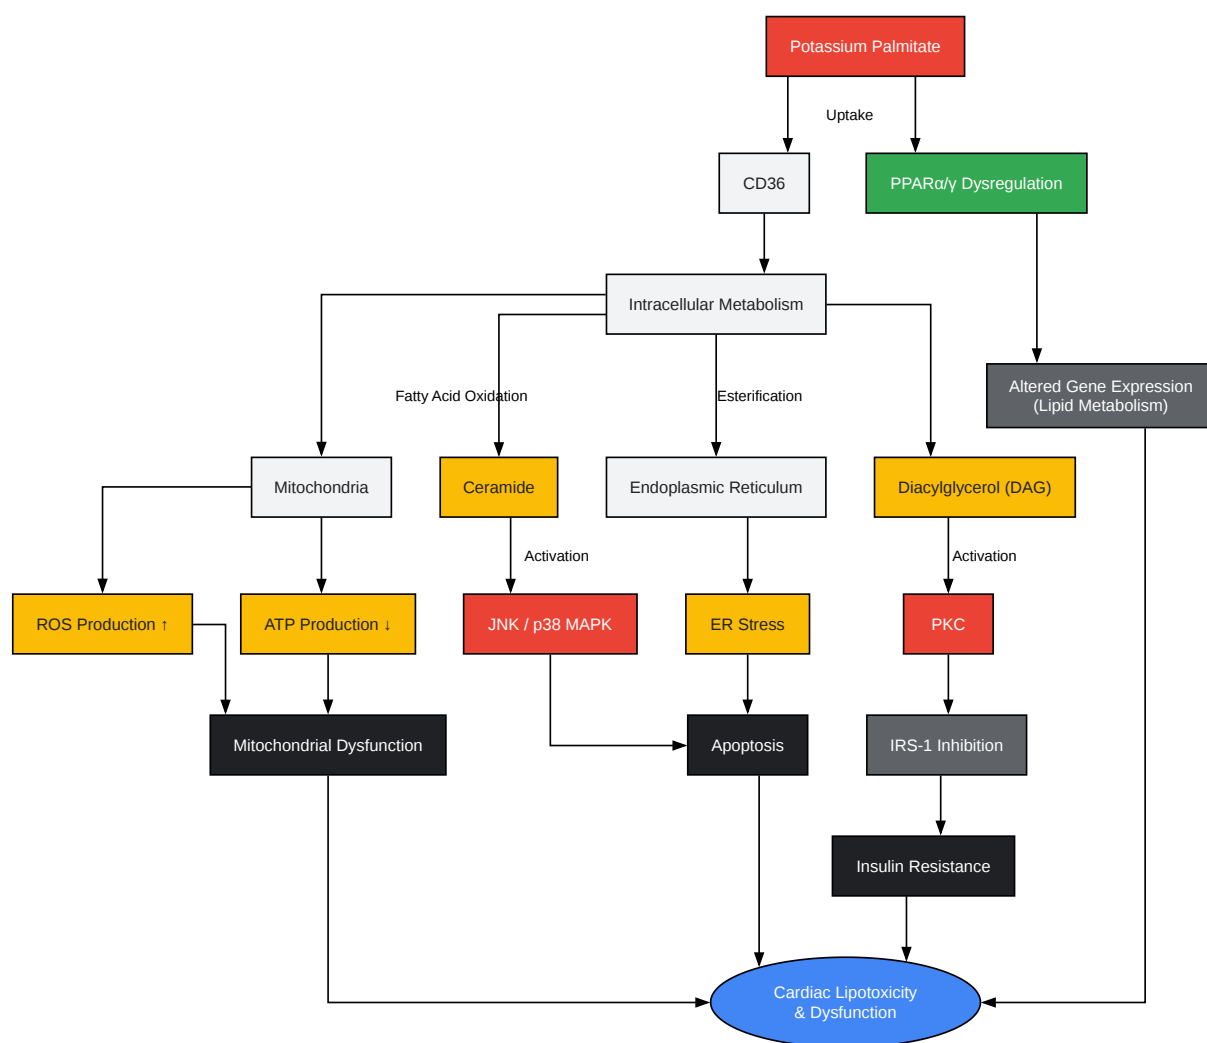 Potassium Palmitate
Uptake
CD36
PPARα/γ Dysregulation
Intracellular Metabolism
Altered Gene Expression
(Lipid Metabolism)
Fatty Acid Oxidation
Esterification
Mitochondria
Ceramide
Endoplasmic Reticulum
Diacylglycerol (DAG)
Activation
Activation
ROS Production ↑
ATP Production ↓
JNK / p38 MAPK
ER Stress
PKC
Mitochondrial Dysfunction
Apoptosis
IRS-1 Inhibition
Insulin Resistance
Cardiac Lipotoxicity
& Dysfunction